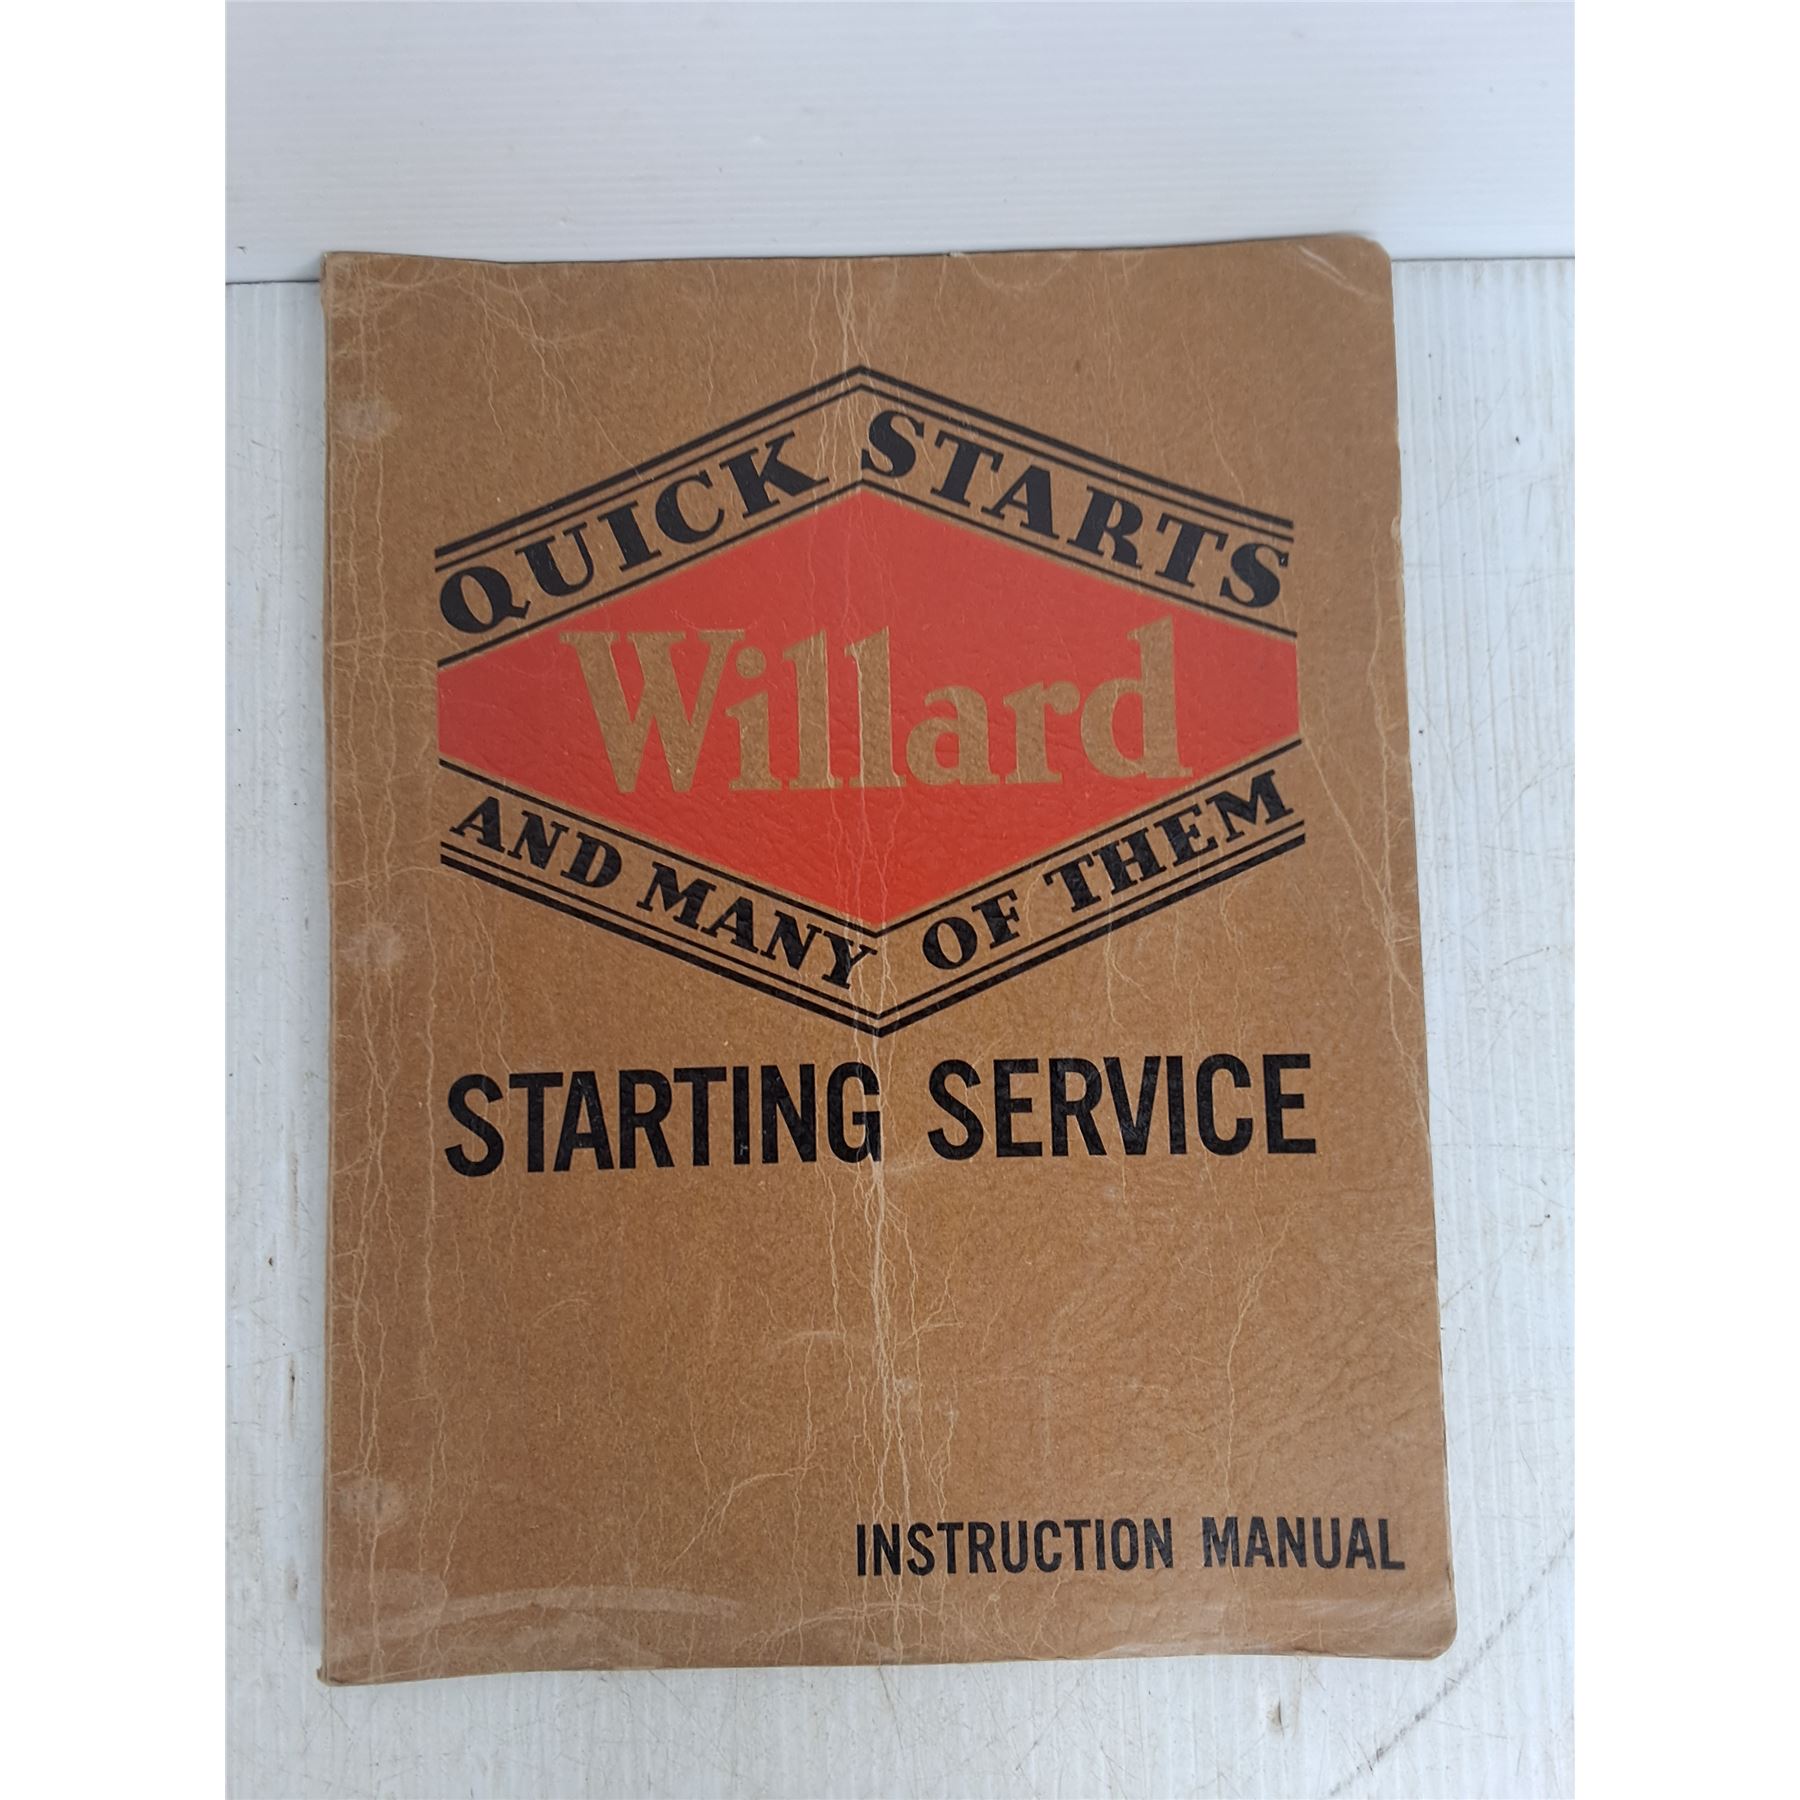 QUICK STARTS
Willard
AND MANY OF THEM
STARTING SERVICE
INSTRUCTION MANUAL